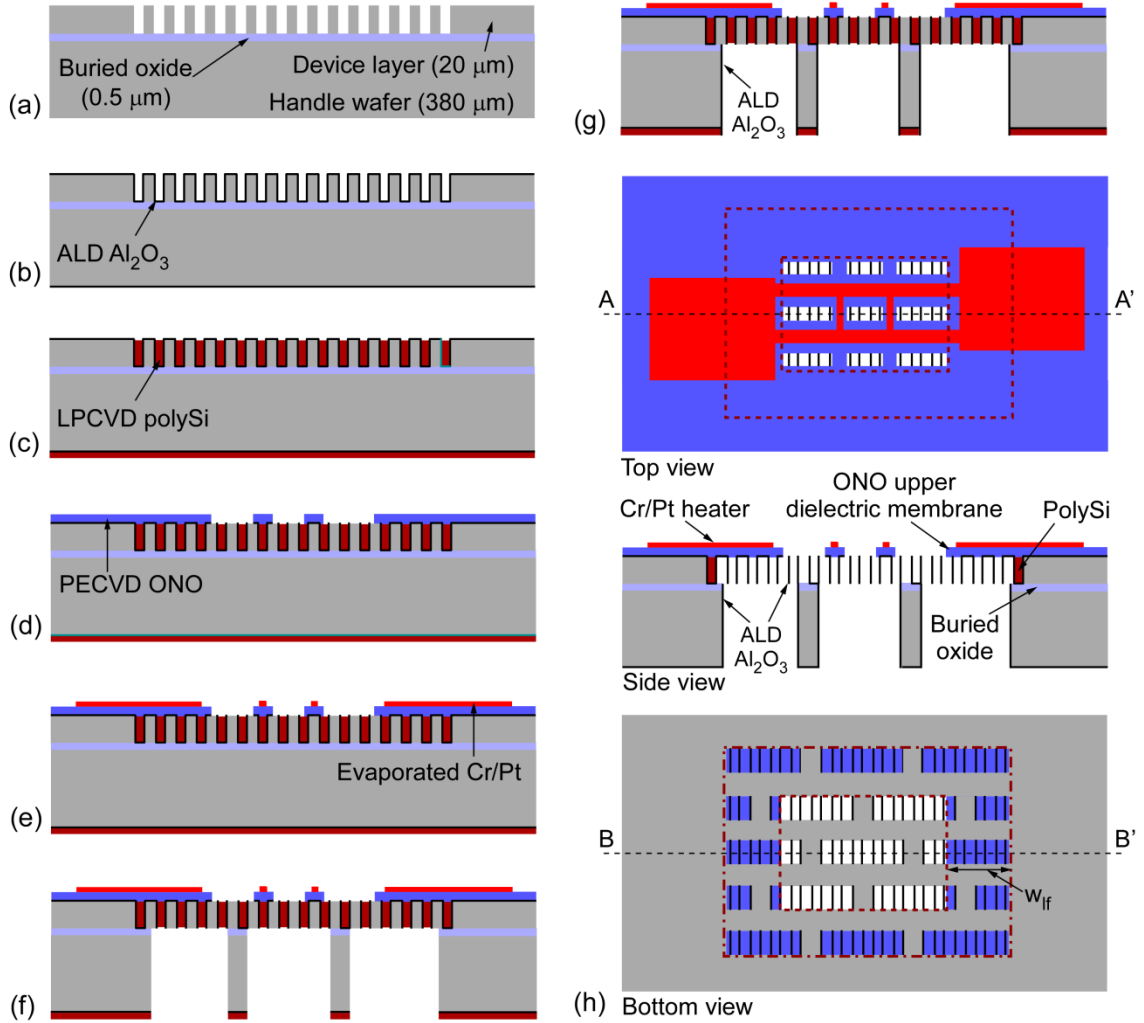 Buried oxide
(0.5 μm)
Device layer (20 μm)
Handle wafer (380 μm)
(a)
ALD Al₂O₃
(b)
LPCVD polySi
(c)
PECVD ONO
(d)
Evaporated Cr/Pt
(e)
(f)
(g)
ALD
Al₂O₃
A
A'
Top view
ONO upper
dielectric membrane
Cr/Pt heater
PolySi
ALD
Al₂O₃
Buried
oxide
Side view
B
B'
w_lf
(h)
Bottom view